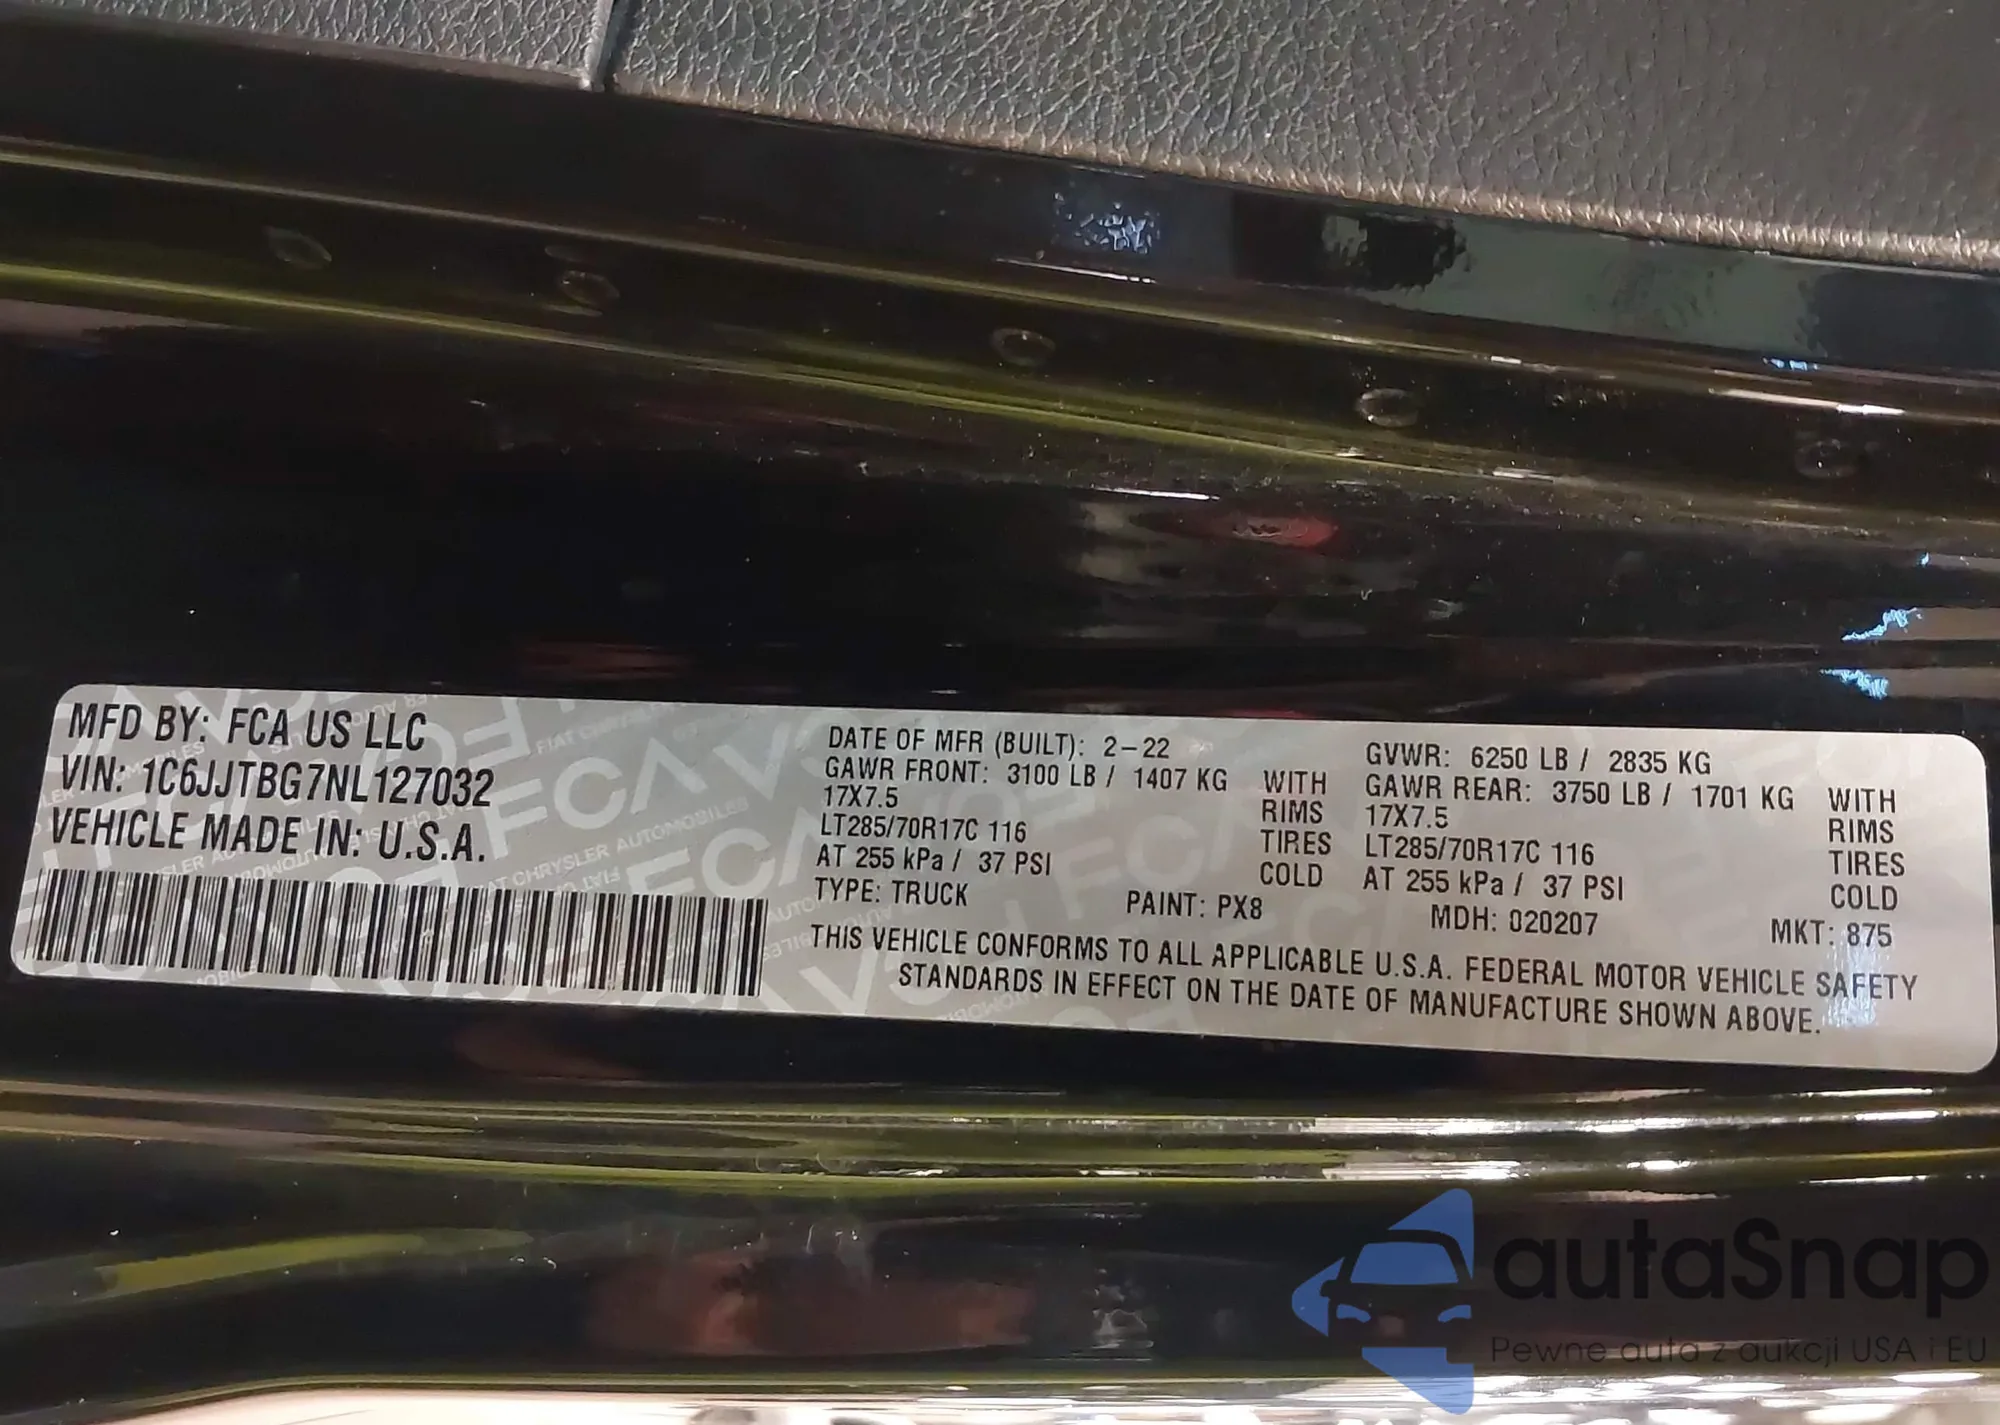 MFD BY: FCA US LLC
VIN: 1C6JJTBG7NL127032
VEHICLE MADE IN: U.S.A.
DATE OF MFR (BUILT): 2-22
GAWR FRONT: 3100 LB / 1407 KG WITH
17X7.5 RIMS
LT285/70R17C 116 TIRES
AT 255 kPa / 37 PSI COLD
GVWR: 6250 LB / 2835 KG
GAWR REAR: 3750 LB / 1701 KG WITH
17X7.5 RIMS
LT285/70R17C 116 TIRES
AT 255 kPa / 37 PSI COLD
TYPE: TRUCK PAINT: PX8 MDH: 020207 MKT: 875
THIS VEHICLE CONFORMS TO ALL APPLICABLE U.S.A. FEDERAL MOTOR VEHICLE SAFETY
STANDARDS IN EFFECT ON THE DATE OF MANUFACTURE SHOWN ABOVE.
autaSnap
Pewne auta z aukcji USA i EU